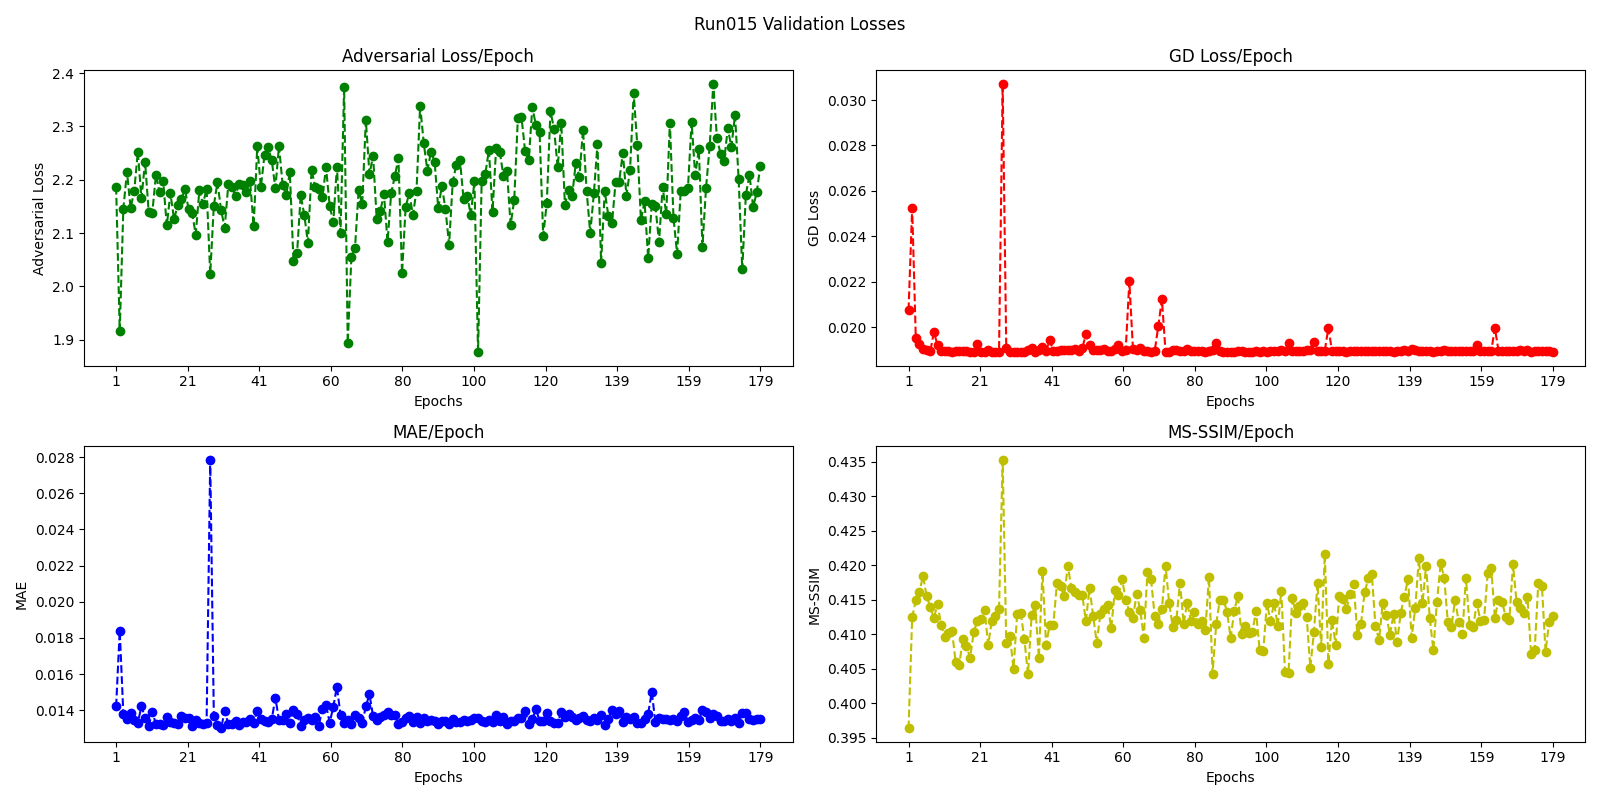 Run015 Validation Losses
Adversarial Loss/Epoch
2.4
2.3
2.2
2.1
2.0
1.9
Adversarial Loss
1 21 41 60 80 100 120 139 159 179
Epochs
GD Loss/Epoch
0.030
0.028
0.026
0.024
0.022
0.020
GD Loss
1 21 41 60 80 100 120 139 159 179
Epochs
MAE/Epoch
0.028
0.026
0.024
0.022
0.020
0.018
0.016
0.014
MAE
1 21 41 60 80 100 120 139 159 179
Epochs
MS-SSIM/Epoch
0.435
0.430
0.425
0.420
0.415
0.410
0.405
0.400
0.395
MS-SSIM
1 21 41 60 80 100 120 139 159 179
Epochs